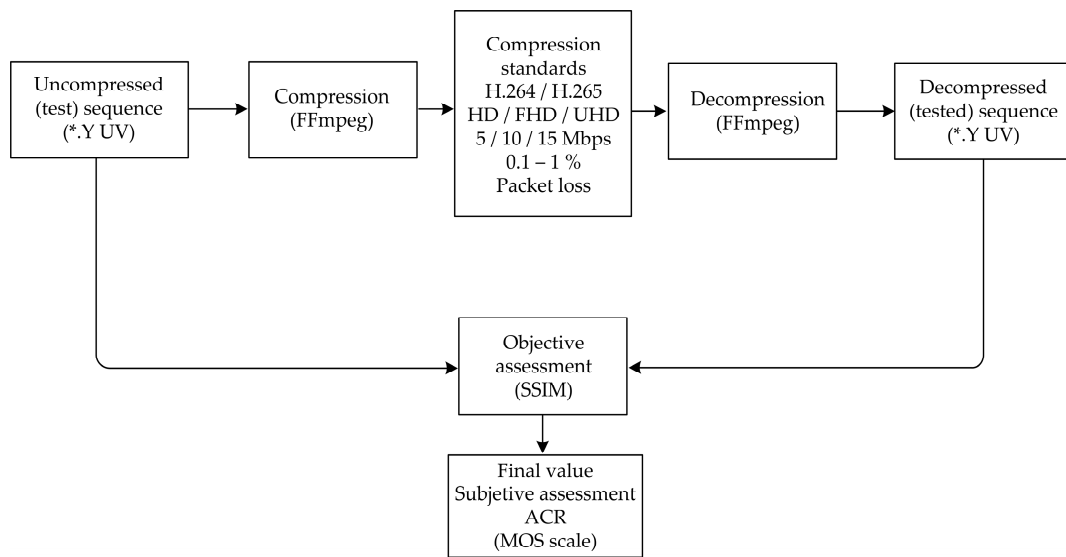 Uncompressed
(test) sequence
(*.Y UV)
Compression
(FFmpeg)
Compression
standards
H.264 / H.265
HD / FHD / UHD
5 / 10 / 15 Mbps
0.1 – 1 %
Packet loss
Decompression
(FFmpeg)
Decompressed
(tested) sequence
(*.Y UV)
Objective
assessment
(SSIM)
Final value
Subjetive assessment
ACR
(MOS scale)